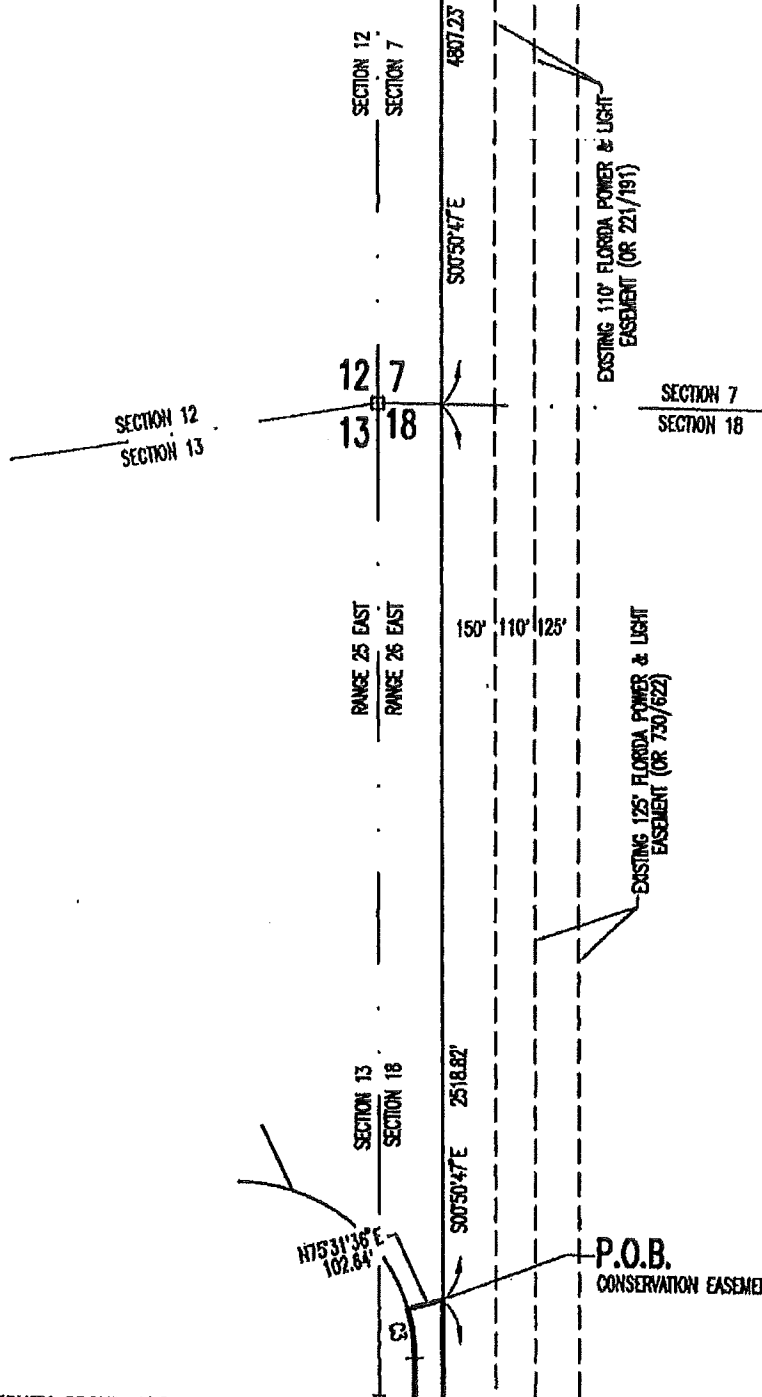 SECTION 12
SECTION 7
4807.23'
S00°50'47"E
EXISTING 110' FLORIDA POWER & LIGHT
EASEMENT (OR 221/191)
12 7
13 18
SECTION 12
SECTION 13
SECTION 7
SECTION 18
RANGE 25 EAST
RANGE 26 EAST
150' 110' 125'
EXISTING 125' FLORIDA POWER & LIGHT
EASEMENT (OR 730/622)
SECTION 13
SECTION 18
2518.82'
S00°50'47"E
N75°31'36"E
102.64'
P.O.B.
CONSERVATION EASEME
C3